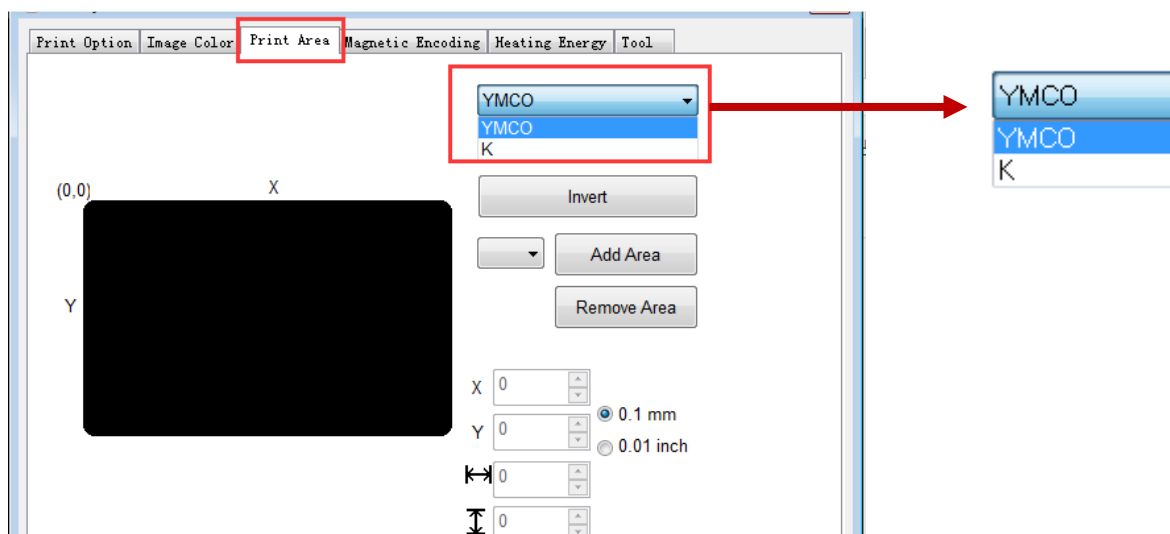 Print Option Image Color Print Area Magnetic Encoding Heating Energy Tool
YMCO
YMCO
K
YMCO
YMCO
K
(0,0)
X
Invert
Add Area
Y
Remove Area
X 0
0.1 mm
Y 0
0.01 inch
0
0